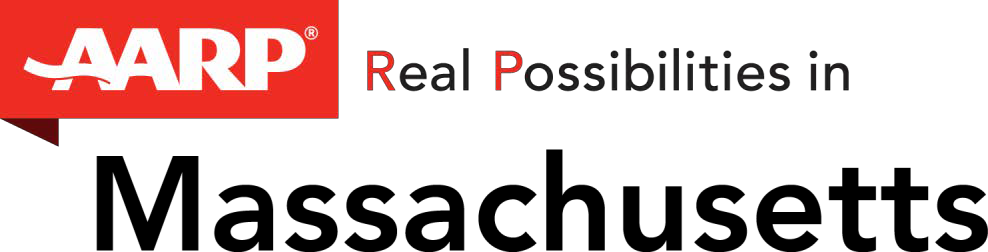 AARP® Real Possibilities in
Massachusetts